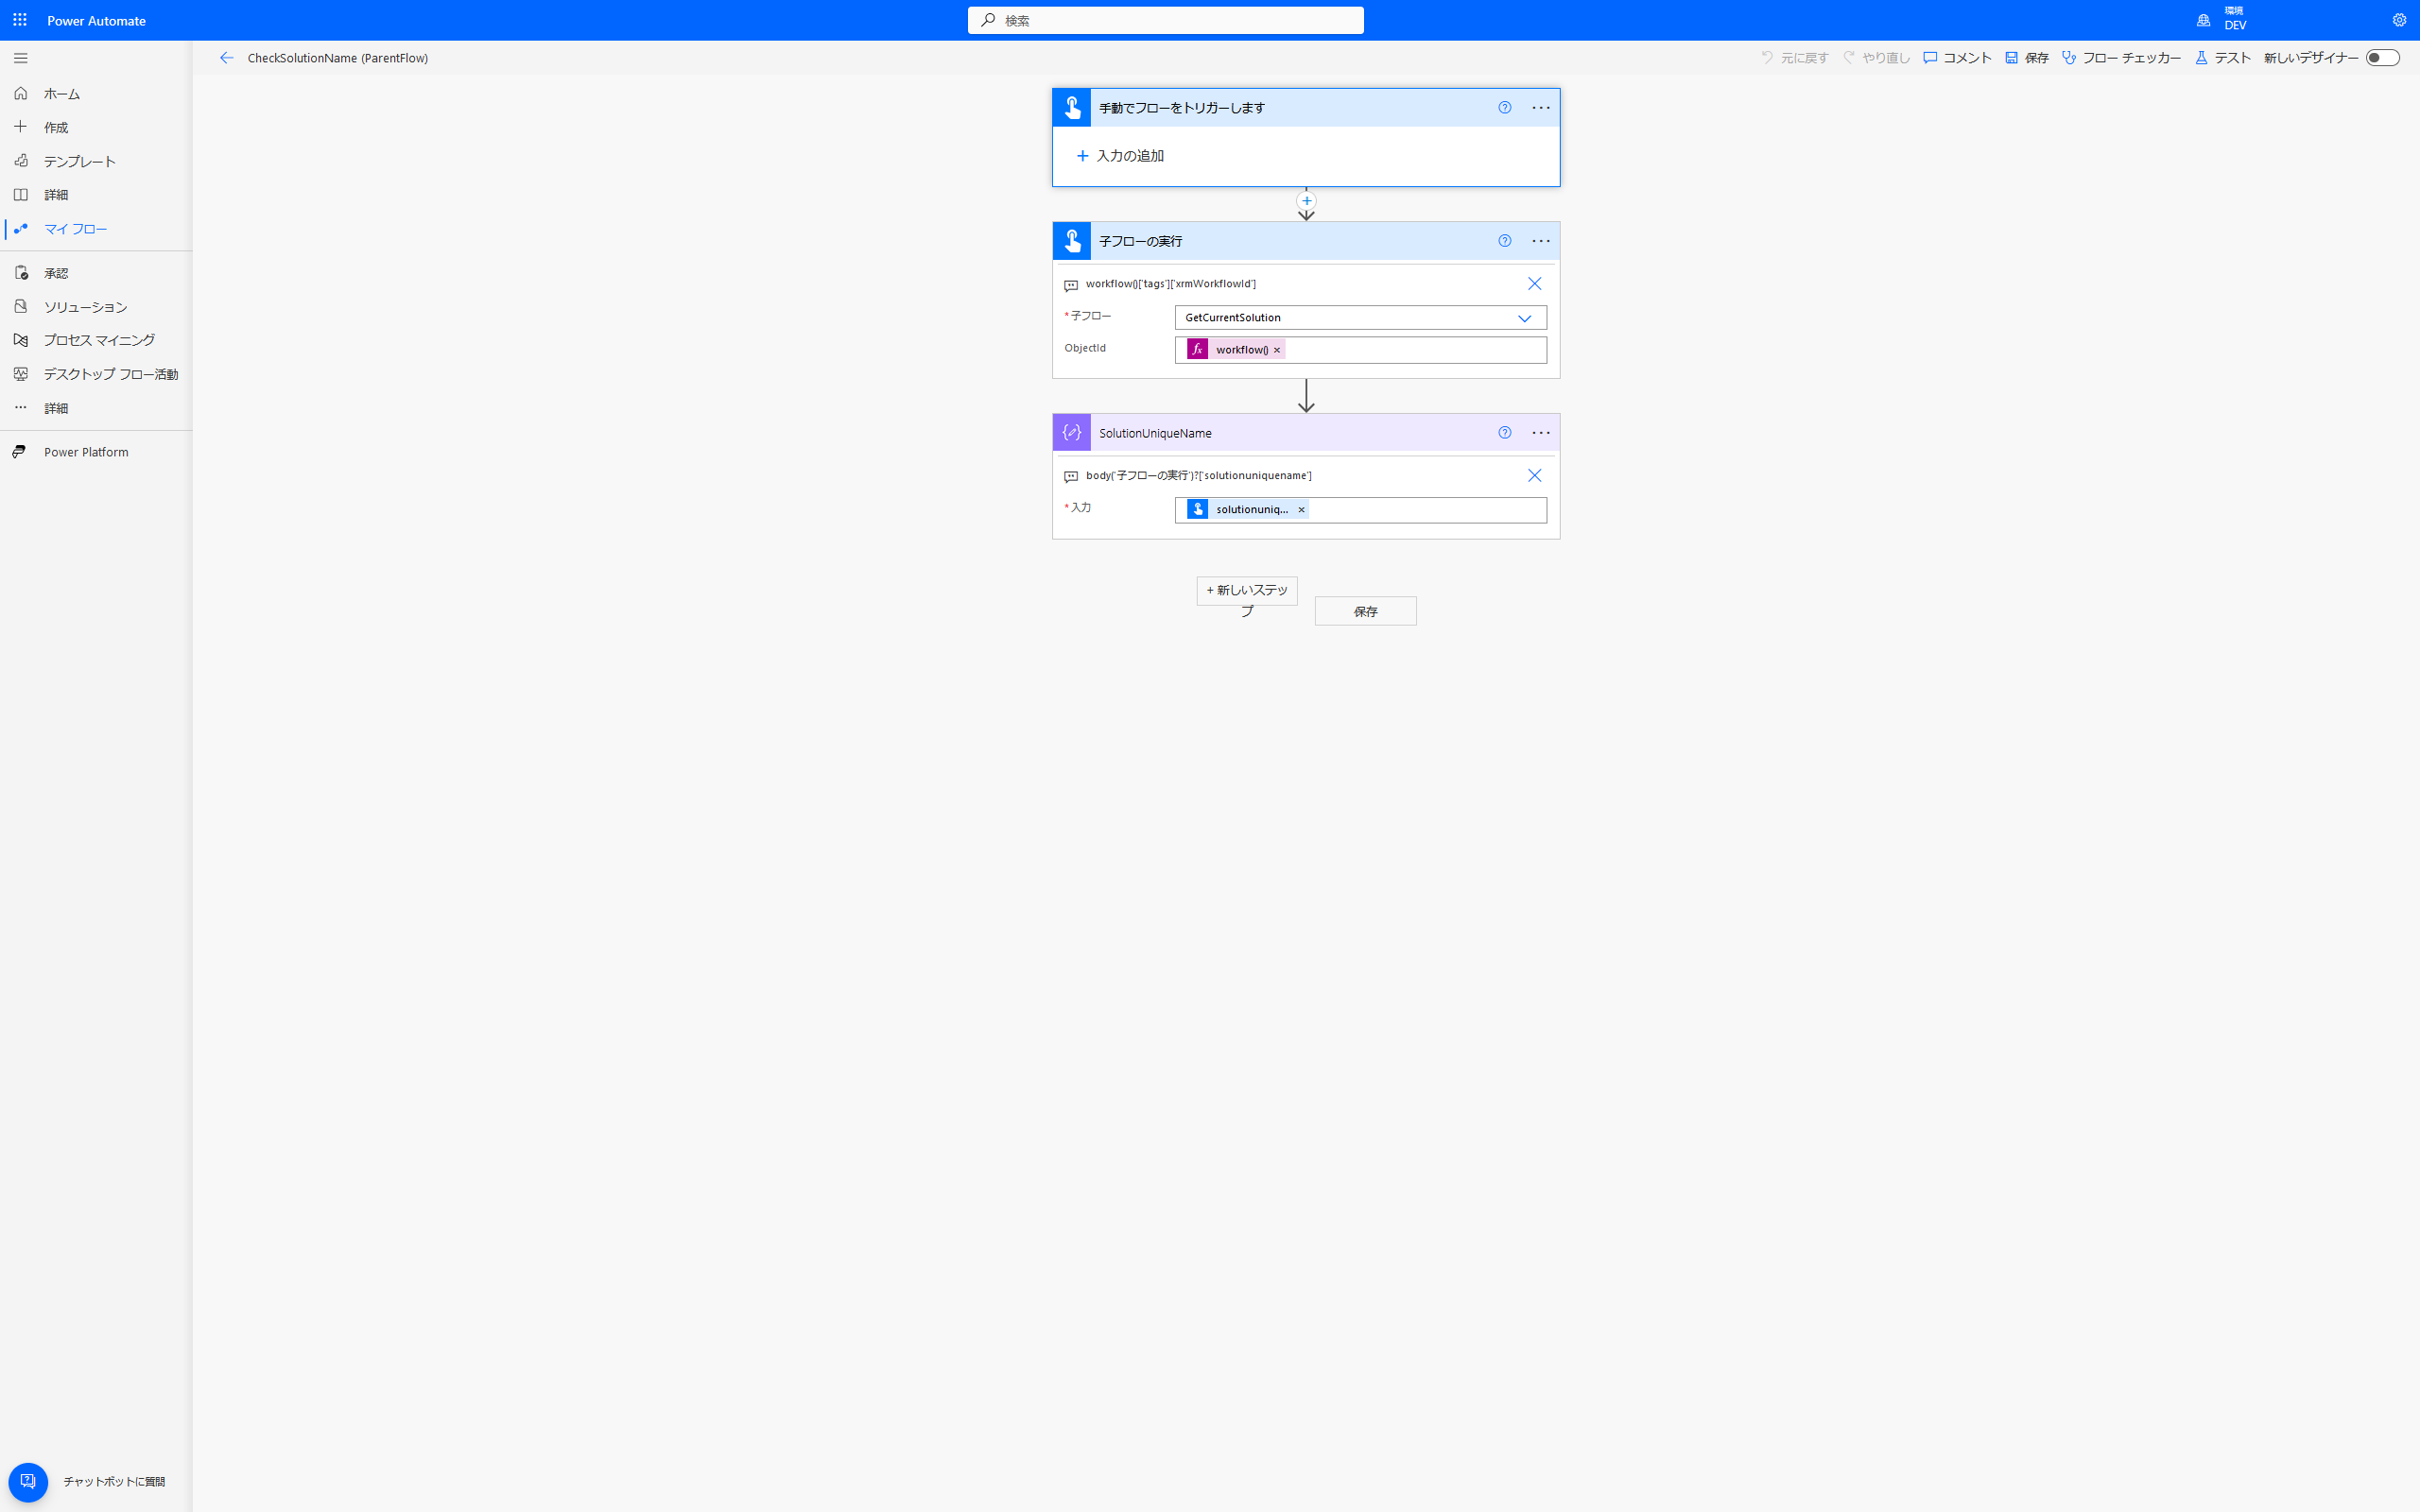 Power Automate
検索
環境
DEV
CheckSolutionName (ParentFlow)
元に戻す
やり直し
コメント
保存
フロー チェッカー
テスト
新しいデザイナー
ホーム
作成
テンプレート
詳細
マイ フロー
承認
ソリューション
プロセス マイニング
デスクトップ フロー活動
詳細
Power Platform
チャットボットに質問
手動でフローをトリガーします
+ 入力の追加
子フローの実行
workflow()['tags']['xrmWorkflowId']
* 子フロー
GetCurrentSolution
ObjectId
fx workflow() ×
SolutionUniqueName
body('子フローの実行')?['solutionuniquename']
* 入力
solutionuniq... ×
+ 新しいステッ
プ
保存